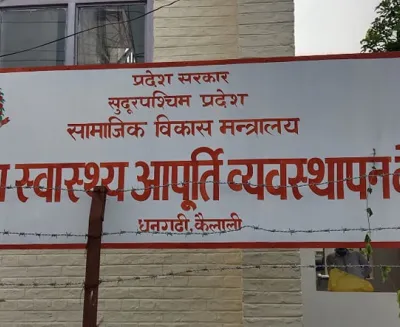 प्रदेश सरकार
सुदूरपश्चिम प्रदेश
सामाजिक विकास मन्त्रालय
स्वास्थ्य आपूर्ति व्यवस्थापन
धनगढी, कैलाली